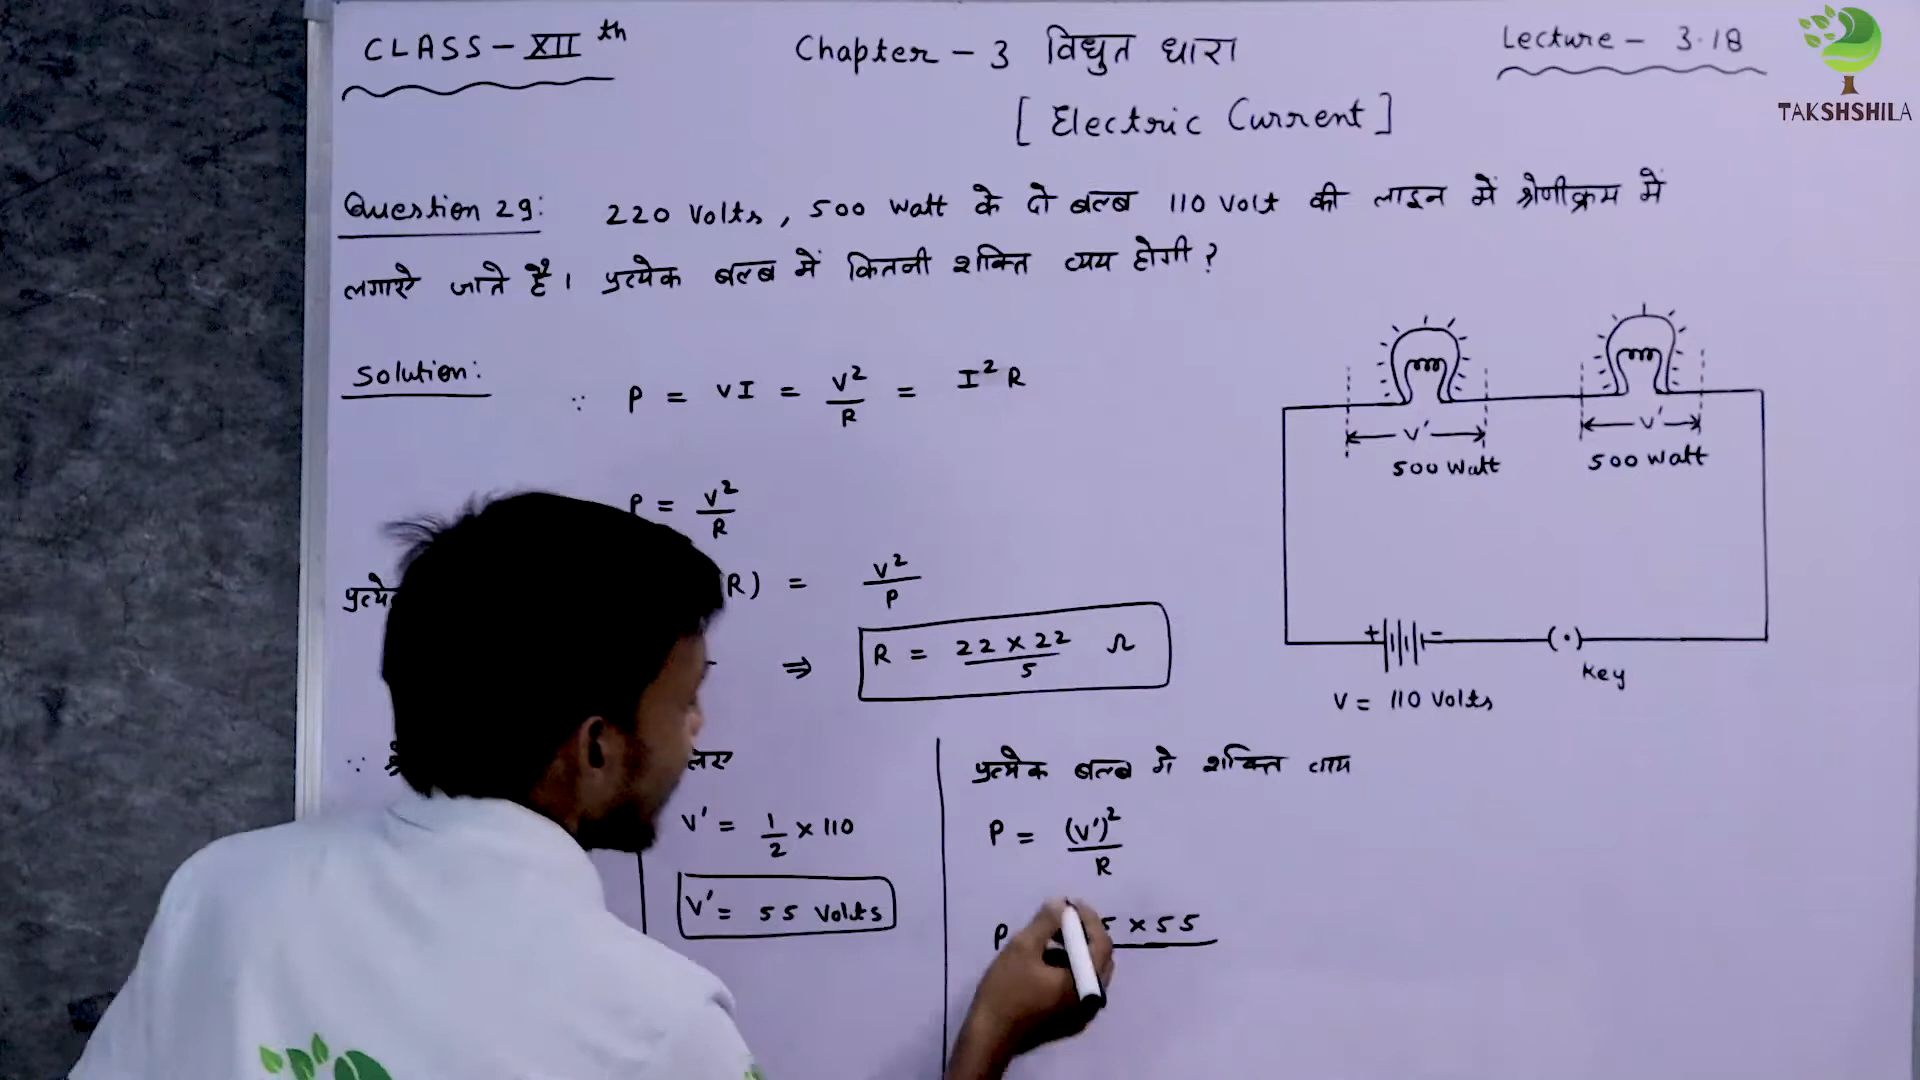 CLASS - XII th
Chapter - 3 विधुत धारा
[ Electric Current ]
Lecture - 3.18
TAKSHSHILA
Question 29: 220 Volts, 500 watt के दो बल्ब 110 Volt की लाइन में श्रेणीक्रम में
लगाऐ जाते है। प्रत्येक बल्ब में कितनी शक्ति व्यय होगी ?
Solution:
∵ P = VI = V²/R = I² R
P = V²/R
R) = V²/P
⇒ R = 22 × 22 / 5 Ω
V' = 1/2 × 110
V' = 55 Volts
प्रत्येक बल्ब मे शक्ति व्यय
P = (V')²/R
P × 55
V' V'
500 Watt 500 Watt
+ -
(·)
Key
V = 110 Volts